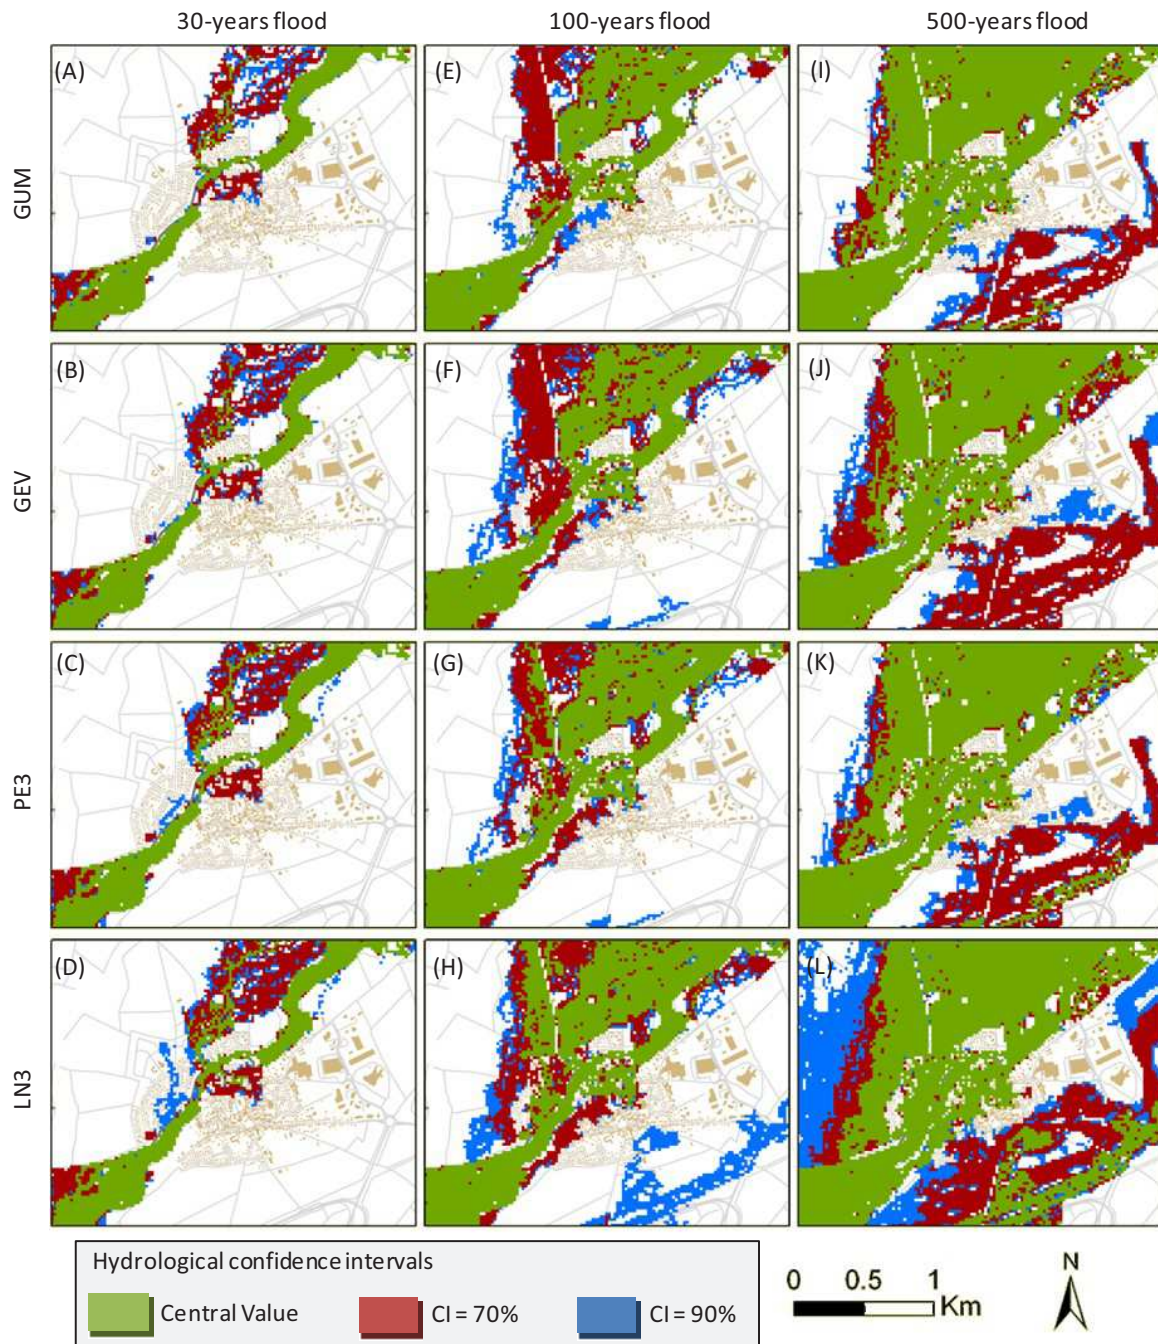 30-years flood 100-years flood 500-years flood
GUM
(A) (E) (I)
GEV
(B) (F) (J)
PE3
(C) (G) (K)
LN3
(D) (H) (L)
Hydrological confidence intervals
Central Value CI = 70% CI = 90%
0 0.5 1
Km
N